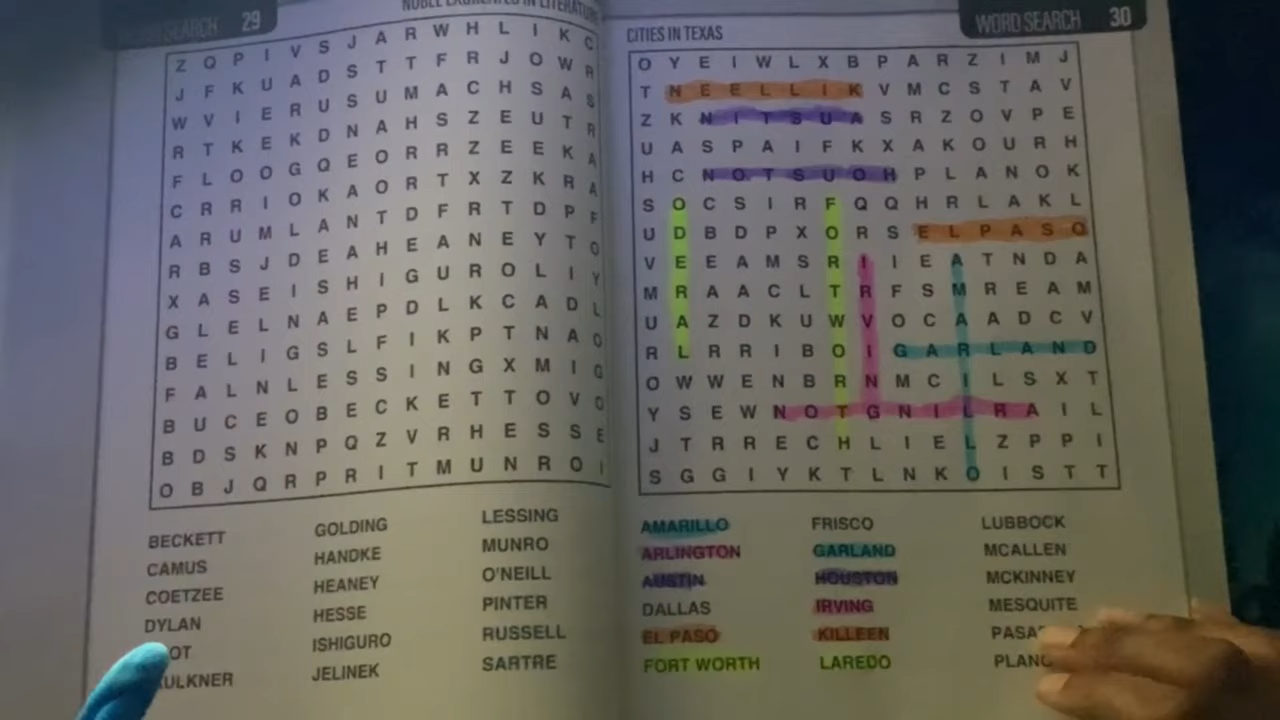 WORD SEARCH 29
NOBEL LAUREATES IN LITERATURE
Z Q P I V S J A R W H L I K C
J F K U A D S T T F R J O W R
W V I E R U S U M A C H S A S
R T K E K D N A H S Z E U T R
F L O O G Q E O R R Z E E K A
C R R I O K A O R T X Z K R A
A R U M L A N T D F R T D P F
R B S J D E A H E A N E Y T O
X A S E I S H I G U R O L I Y
G L E L N A E P D L K C A D L
B E L I G S L F I K P T N A O
F A L N L E S S I N G X M I G
B U C E O B E C K E T T O V O
B D S K N P Q Z V R H E S S E
O B J Q R P R I T M U N R O I
BECKETT
CAMUS
COETZEE
DYLAN
GOLDING
HANDKE
HEANEY
HESSE
ISHIGURO
JELINEK
LESSING
MUNRO
O'NEILL
PINTER
RUSSELL
SARTRE
WORD SEARCH 30
CITIES IN TEXAS
O Y E I W L X B P A R Z I M J
T N E E L L I K V M C S T A V
Z K N I T S U A S R Z O V P E
U A S P A I F K X A K O U R H
H C N O T S U O H P L A N O K
S O C S I R F Q Q H R L A K L
U D B D P X O R S E L P A S O
V E E A M S R I I E A T N D A
M R A A C L T R F S M R E A M
U A Z D K U W V O C A A D C V
R L R R I B O I G A R L A N D
O W W E N B R N M C I L S X T
Y S E W N O T G N I L R A I L
J T R R E C H L I E L Z P P I
S G G I Y K T L N K O I S T T
AMARILLO
ARLINGTON
AUSTIN
DALLAS
EL PASO
FORT WORTH
FRISCO
GARLAND
HOUSTON
IRVING
KILLEEN
LAREDO
LUBBOCK
MCALLEN
MCKINNEY
MESQUITE